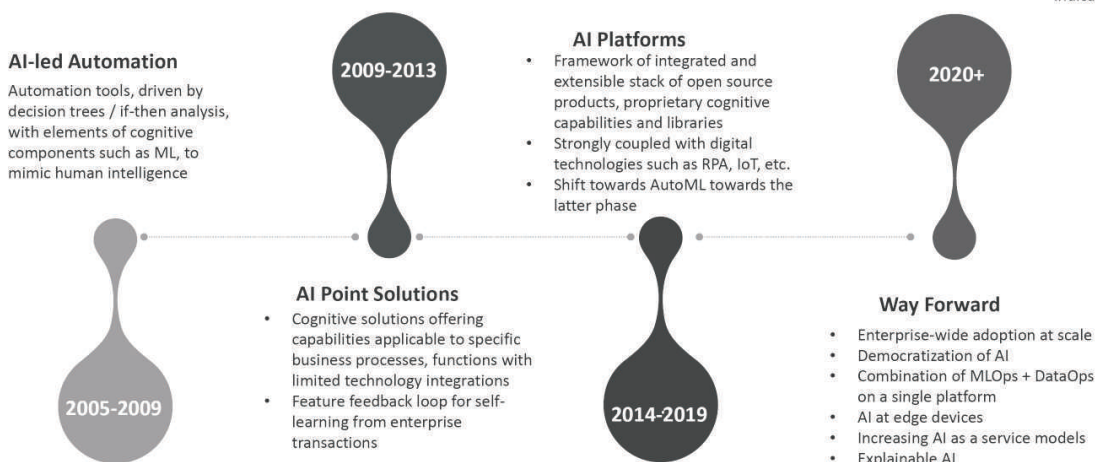 AI-led Automation
Automation tools, driven by
decision trees / if-then analysis,
with elements of cognitive
components such as ML, to
mimic human intelligence
2005-2009
2009-2013
AI Point Solutions
• Cognitive solutions offering
capabilities applicable to specific
business processes, functions with
limited technology integrations
• Feature feedback loop for self-
learning from enterprise
transactions
AI Platforms
• Framework of integrated and
extensible stack of open source
products, proprietary cognitive
capabilities and libraries
• Strongly coupled with digital
technologies such as RPA, IoT, etc.
• Shift towards AutoML towards the
latter phase
2014-2019
2020+
Way Forward
• Enterprise-wide adoption at scale
• Democratization of AI
• Combination of MLOps + DataOps
on a single platform
• AI at edge devices
• Increasing AI as a service models
• Explainable AI